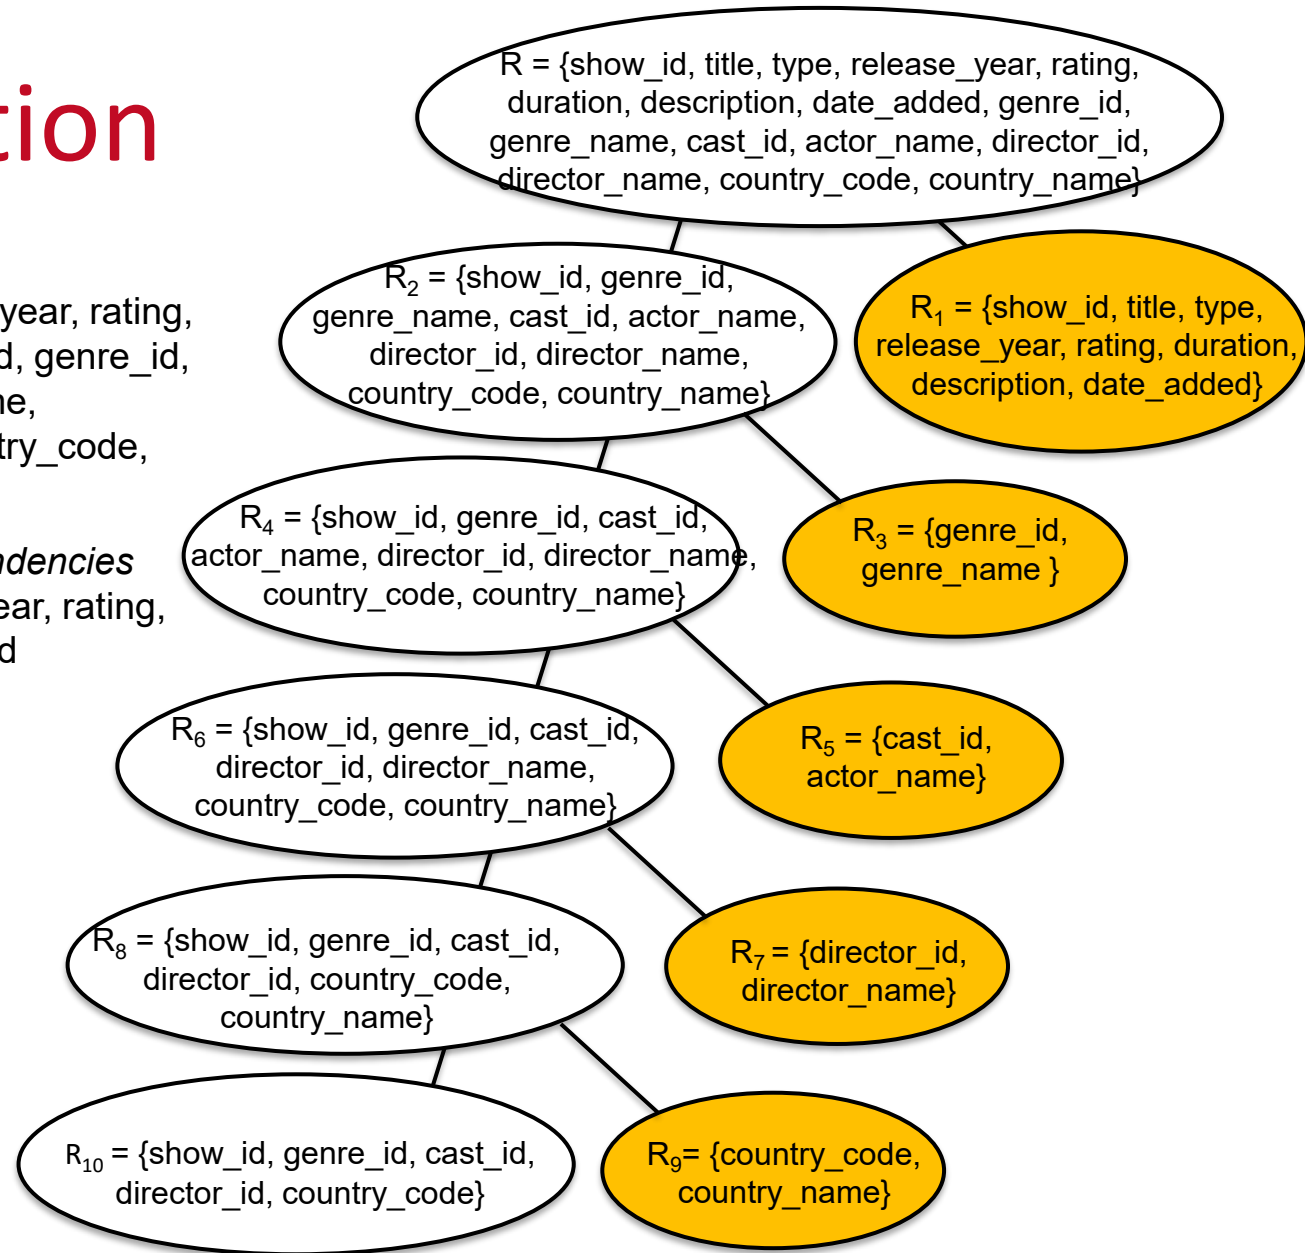 tion
year, rating,
d, genre_id,
ne,
try_code,
ndencies
ear, rating,
d
R = {show_id, title, type, release_year, rating,
duration, description, date_added, genre_id,
genre_name, cast_id, actor_name, director_id,
director_name, country_code, country_name}
R₂ = {show_id, genre_id,
genre_name, cast_id, actor_name,
director_id, director_name,
country_code, country_name}
R₁ = {show_id, title, type,
release_year, rating, duration,
description, date_added}
R₄ = {show_id, genre_id, cast_id,
actor_name, director_id, director_name,
country_code, country_name}
R₃ = {genre_id,
genre_name }
R₆ = {show_id, genre_id, cast_id,
director_id, director_name,
country_code, country_name}
R₅ = {cast_id,
actor_name}
R₈ = {show_id, genre_id, cast_id,
director_id, country_code,
country_name}
R₇ = {director_id,
director_name}
R₁₀ = {show_id, genre_id, cast_id,
director_id, country_code}
R₉= {country_code,
country_name}